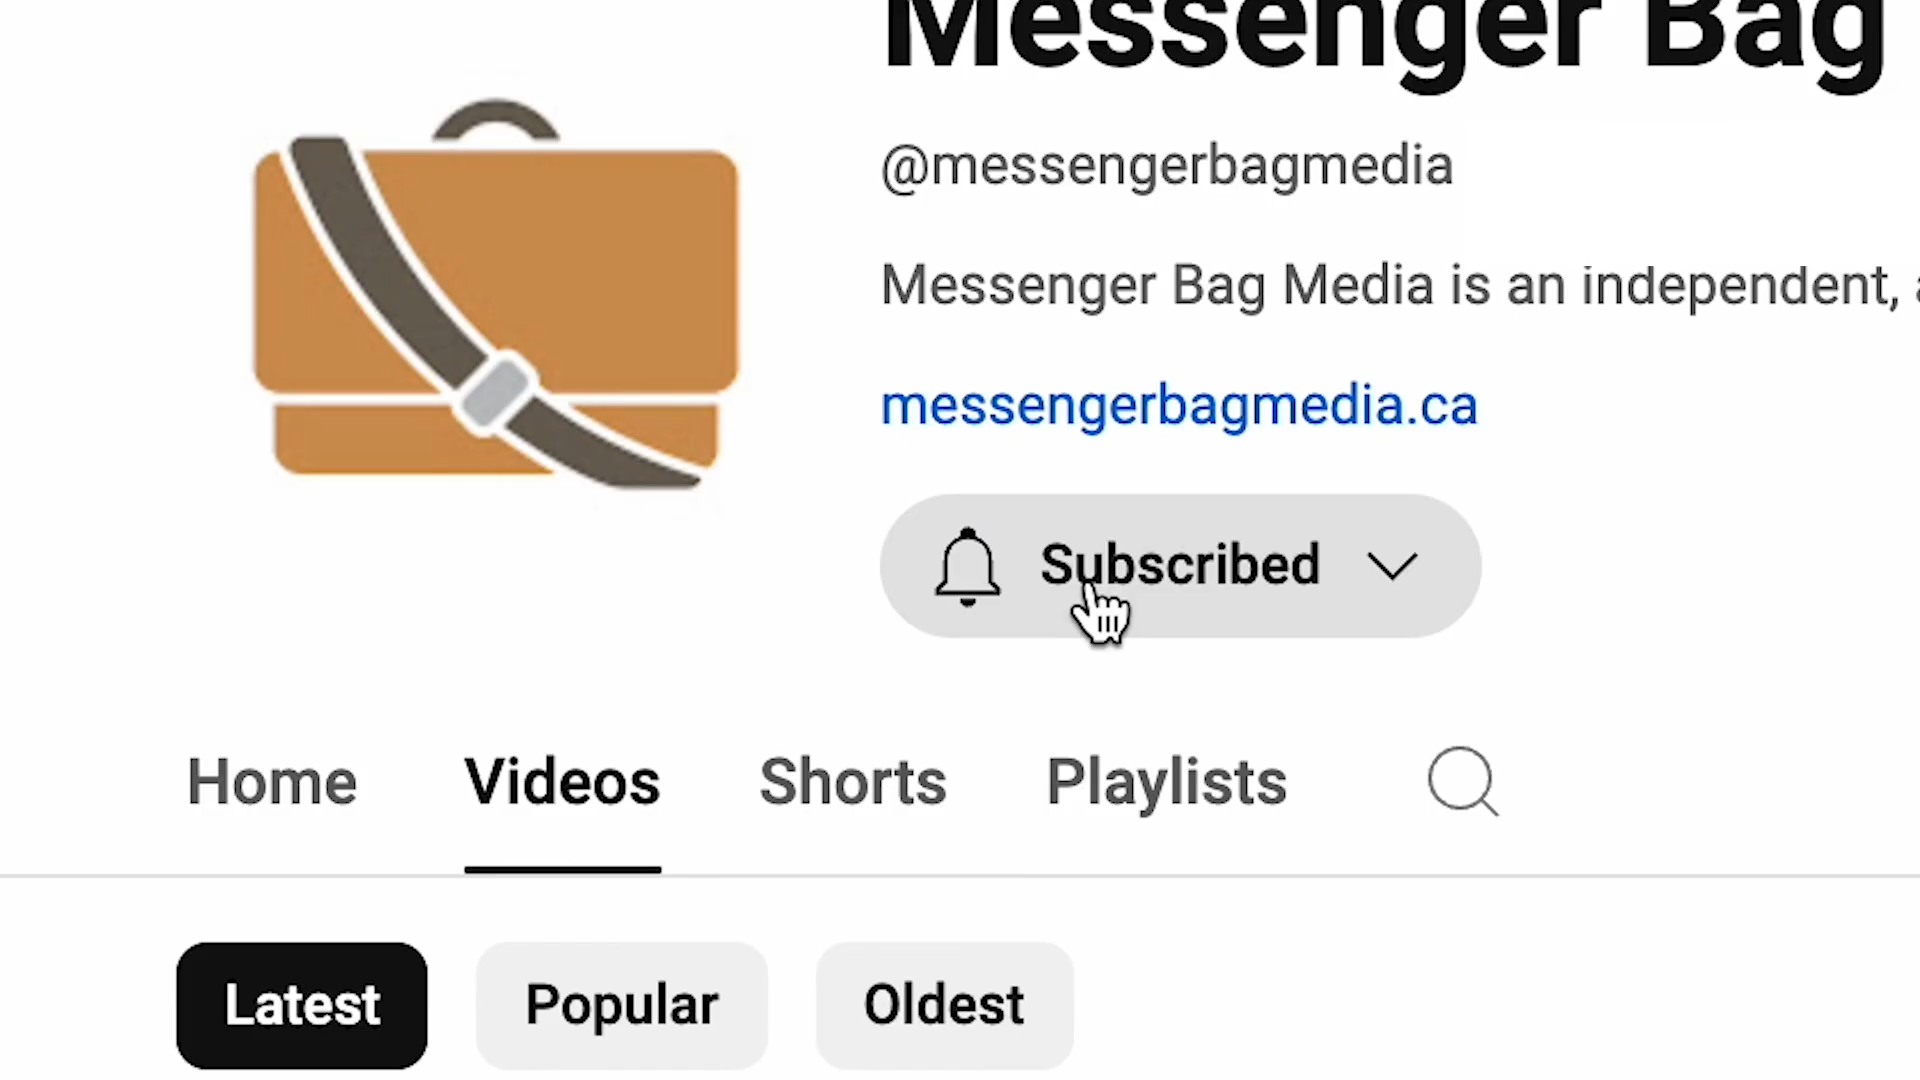 Messenger Bag
@messengerbagmedia
Messenger Bag Media is an independent,
messengerbagmedia.ca
Subscribed
Home Videos Shorts Playlists
Latest Popular Oldest